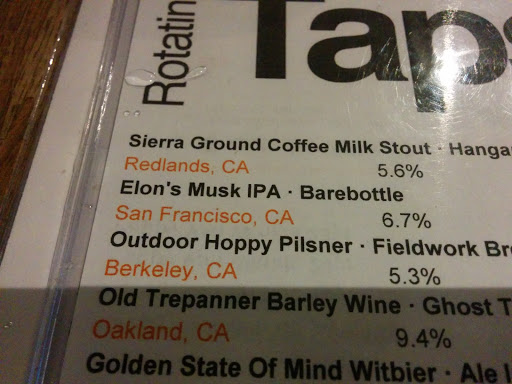 Rotatin
Taps
Sierra Ground Coffee Milk Stout · Hanga
Redlands, CA 5.6%
Elon's Musk IPA · Barebottle
San Francisco, CA 6.7%
Outdoor Hoppy Pilsner · Fieldwork Br
Berkeley, CA 5.3%
Old Trepanner Barley Wine · Ghost T
Oakland, CA 9.4%
Golden State Of Mind Witbier · Ale I